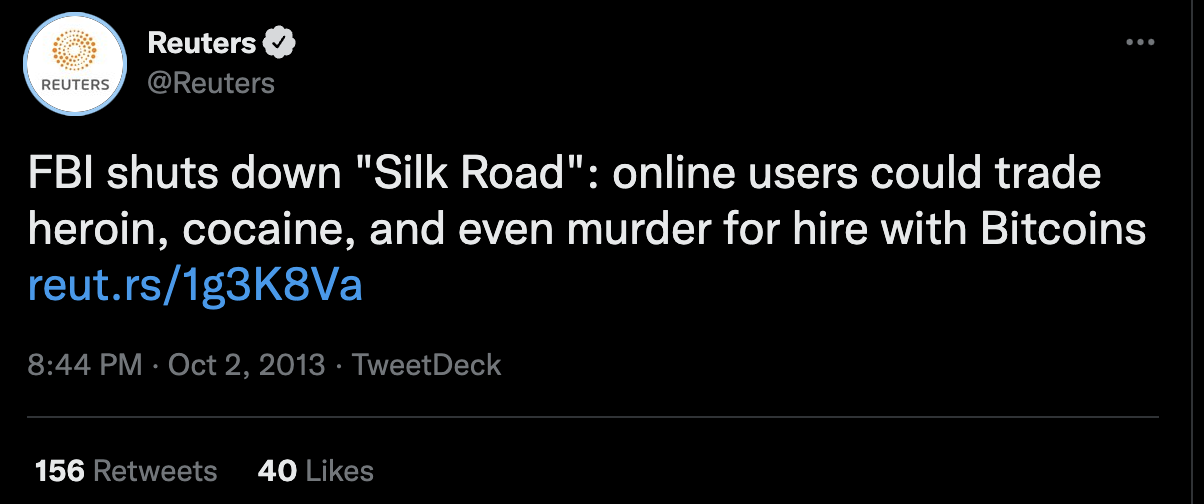 REUTERS
Reuters
@Reuters
FBI shuts down "Silk Road": online users could trade
heroin, cocaine, and even murder for hire with Bitcoins
reut.rs/1g3K8Va
8:44 PM · Oct 2, 2013 · TweetDeck
156 Retweets 40 Likes